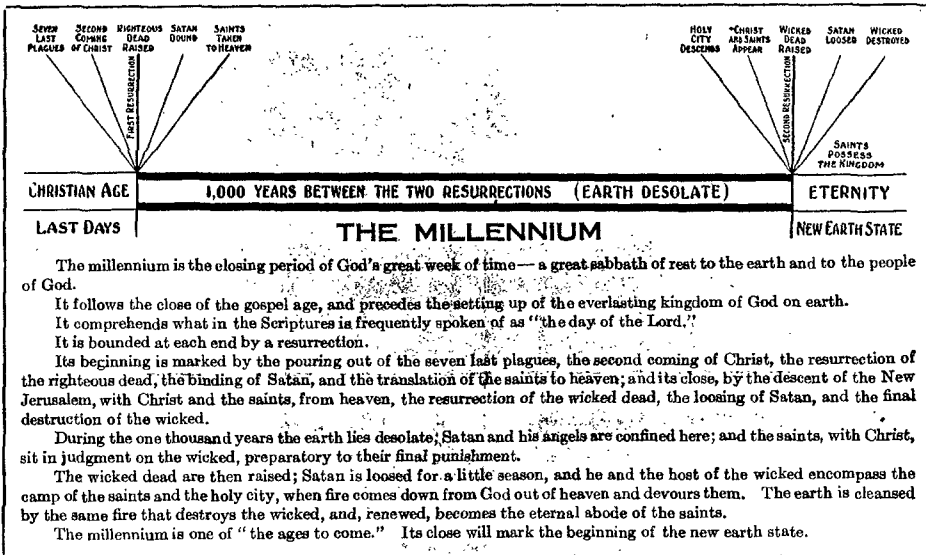 SEVEN LAST PLAGUES
SECOND COMING OF CHRIST
RIGHTEOUS DEAD RAISED
SATAN BOUND
SAINTS TAKEN TO HEAVEN
FIRST RESURRECTION
HOLY CITY DESCENDS
CHRIST AND SAINTS APPEAR
WICKED DEAD RAISED
SATAN LOOSED
WICKED DESTROYED
SECOND RESURRECTION
SAINTS POSSESS THE KINGDOM
CHRISTIAN AGE
1,000 YEARS BETWEEN THE TWO RESURRECTIONS (EARTH DESOLATE)
ETERNITY
LAST DAYS
THE MILLENNIUM
NEW EARTH STATE
The millennium is the closing period of God's great week of time — a great sabbath of rest to the earth and to the people
of God.
It follows the close of the gospel age, and precedes the setting up of the everlasting kingdom of God on earth.
It comprehends what in the Scriptures is frequently spoken of as "the day of the Lord."
It is bounded at each end by a resurrection.
Its beginning is marked by the pouring out of the seven last plagues, the second coming of Christ, the resurrection of
the righteous dead, the binding of Satan, and the translation of the saints to heaven; and its close, by the descent of the New
Jerusalem, with Christ and the saints, from heaven, the resurrection of the wicked dead, the loosing of Satan, and the final
destruction of the wicked.
During the one thousand years the earth lies desolate; Satan and his angels are confined here; and the saints, with Christ,
sit in judgment on the wicked, preparatory to their final punishment.
The wicked dead are then raised; Satan is loosed for a little season, and he and the host of the wicked encompass the
camp of the saints and the holy city, when fire comes down from God out of heaven and devours them. The earth is cleansed
by the same fire that destroys the wicked, and, renewed, becomes the eternal abode of the saints.
The millennium is one of "the ages to come." Its close will mark the beginning of the new earth state.